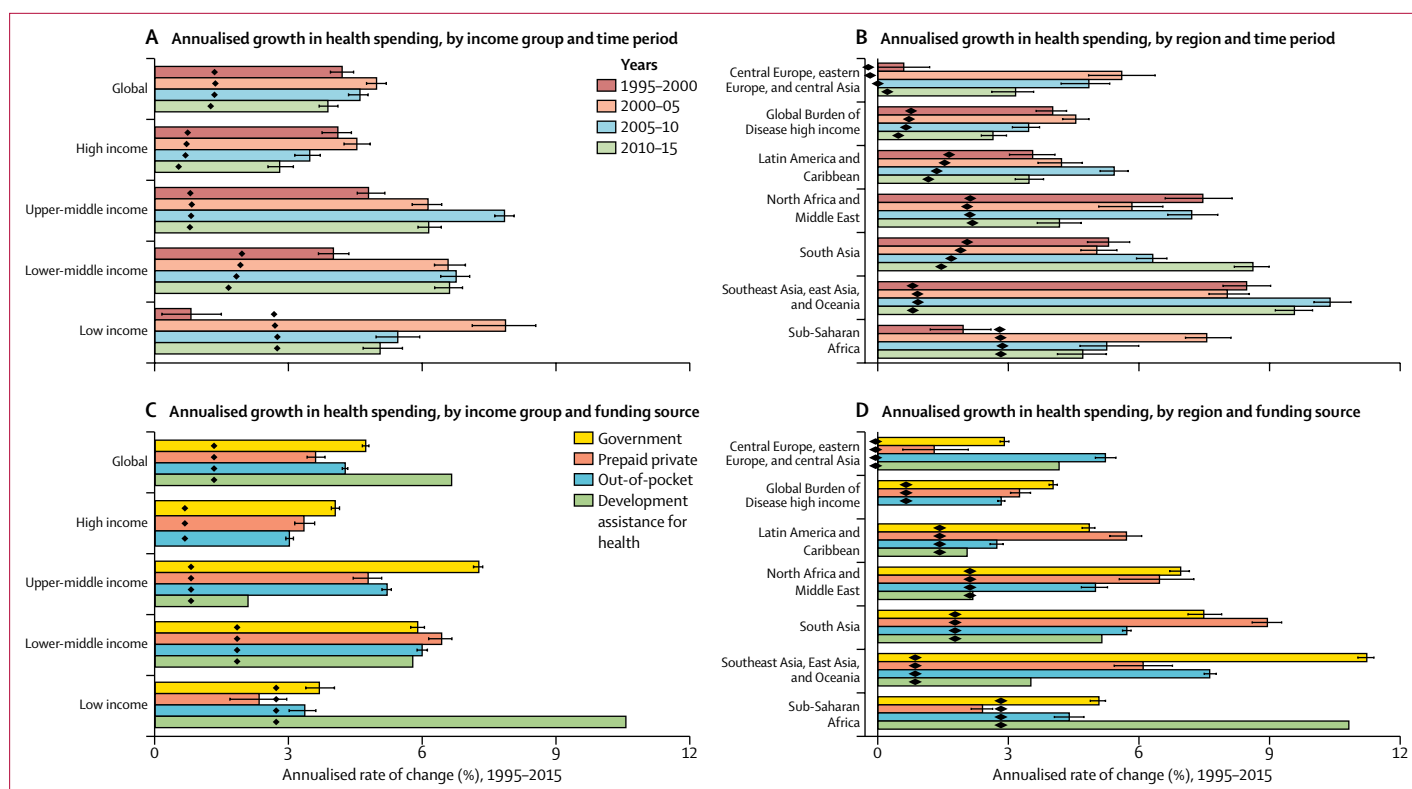 A Annualised growth in health spending, by income group and time period
Years
1995–2000
2000–05
2005–10
2010–15
Global
High income
Upper-middle income
Lower-middle income
Low income
0 3 6 9 12
B Annualised growth in health spending, by region and time period
Central Europe, eastern
Europe, and central Asia
Global Burden of
Disease high income
Latin America and
Caribbean
North Africa and
Middle East
South Asia
Southeast Asia, east Asia,
and Oceania
Sub-Saharan
Africa
0 3 6 9 12
C Annualised growth in health spending, by income group and funding source
Government
Prepaid private
Out-of-pocket
Development
assistance for
health
Global
High income
Upper-middle income
Lower-middle income
Low income
0 3 6 9 12
Annualised rate of change (%), 1995–2015
D Annualised growth in health spending, by region and funding source
Central Europe, eastern
Europe, and central Asia
Global Burden of
Disease high income
Latin America and
Caribbean
North Africa and
Middle East
South Asia
Southeast Asia, East Asia,
and Oceania
Sub-Saharan
Africa
0 3 6 9 12
Annualised rate of change (%), 1995–2015